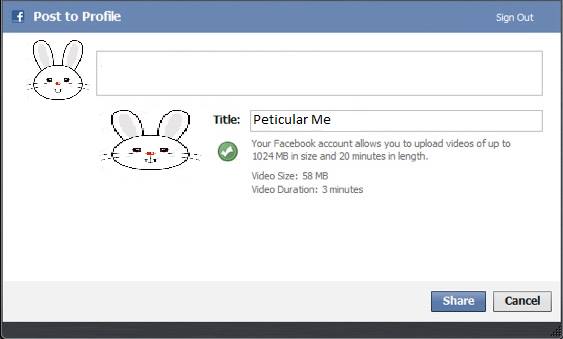 Post to Profile
Sign Out
Title: Peticular Me
Your Facebook account allows you to upload videos of up to
1024 MB in size and 20 minutes in length.
Video Size: 58 MB
Video Duration: 3 minutes
Share Cancel